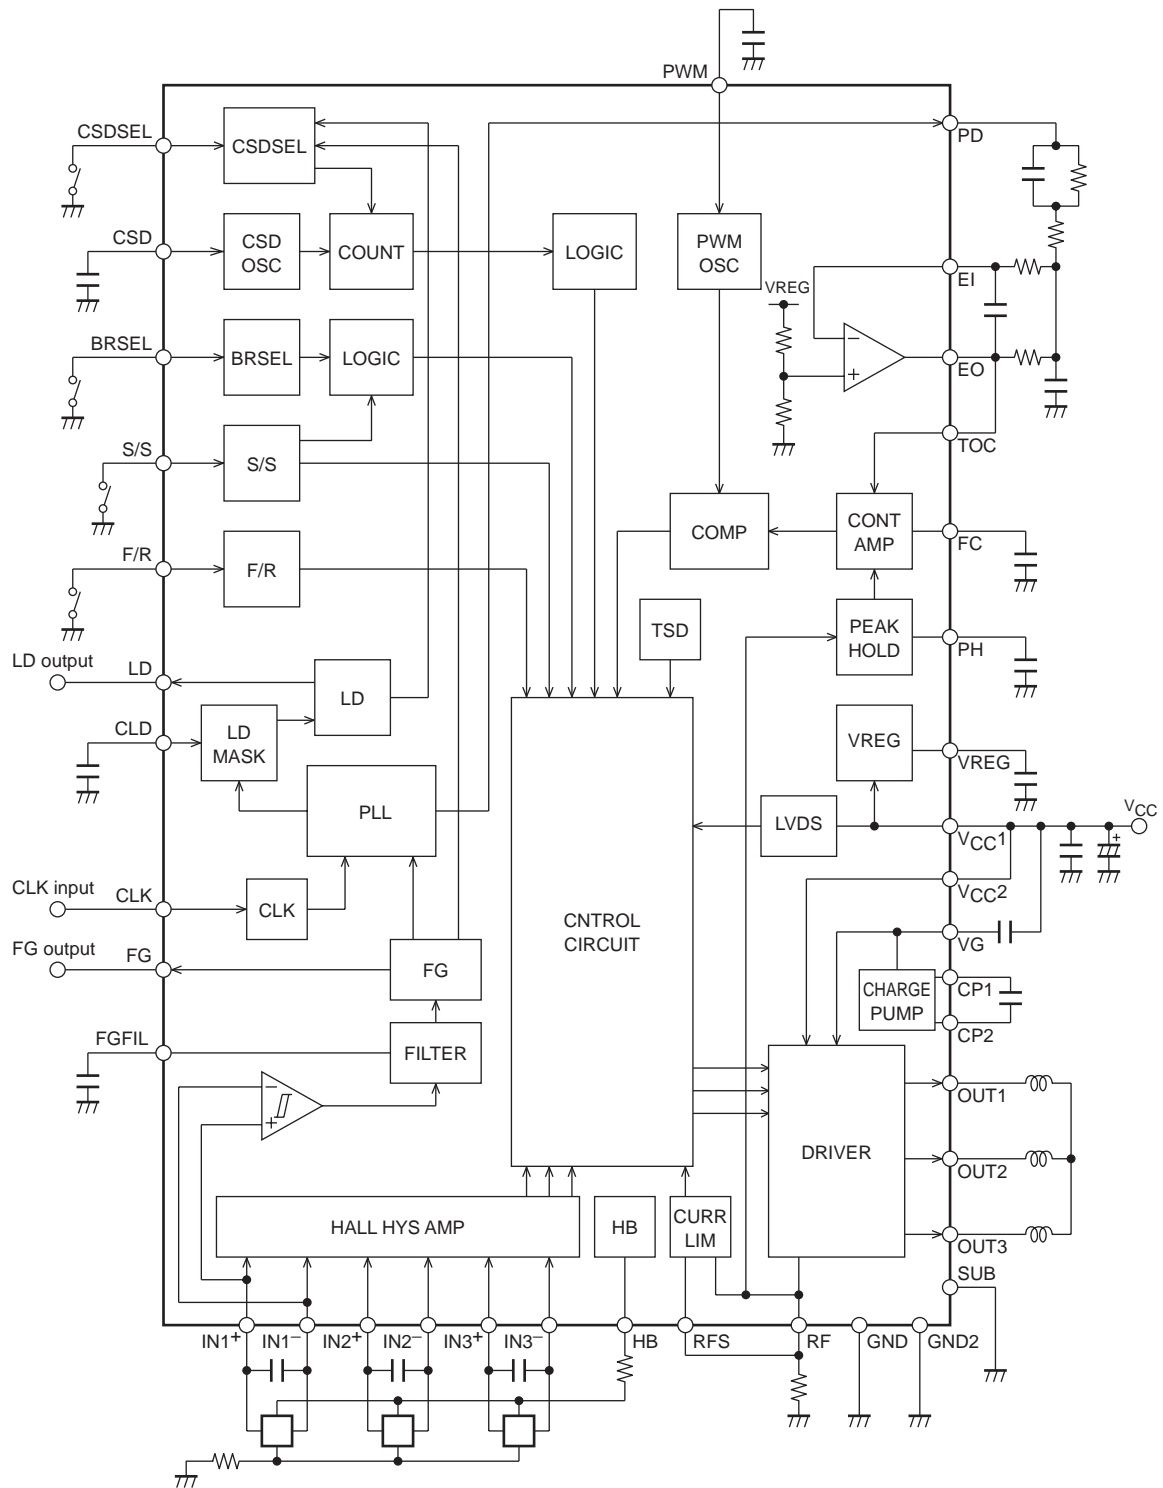 PWM
CSDSEL
CSDSEL
PD
CSD
CSD
OSC
COUNT
LOGIC
PWM
OSC
EI
VREG
BRSEL
BRSEL
LOGIC
−
+
EO
S/S
S/S
TOC
COMP
CONT
AMP
FC
F/R
F/R
TSD
PEAK
HOLD
PH
LD output
LD
LD
CLD
LD
MASK
VREG
VREG
PLL
LVDS
VCC1
VCC
+
VCC2
CLK input
CLK
CLK
CNTROL
CIRCUIT
VG
FG output
FG
FG
CHARGE
PUMP
CP1
CP2
FGFIL
FILTER
−
+
OUT1
DRIVER
OUT2
HALL HYS AMP
HB
CURR
LIM
OUT3
SUB
IN1+ IN1− IN2+ IN2− IN3+ IN3− HB RFS RF GND GND2